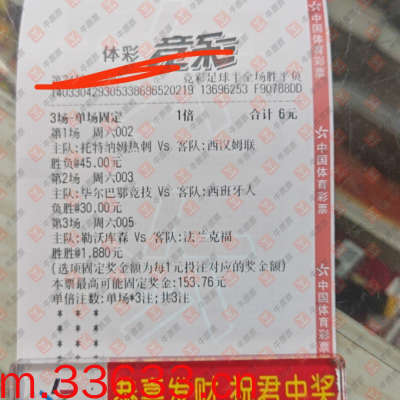 体彩 竞彩
竞彩足球半全场胜平负
3场-单场固定 1倍 合计 6元
第1场 周六002
主队:托特纳姆热刺 Vs 客队:西汉姆联
胜负@45.00元
第2场 周六003
主队:毕尔巴鄂竞技 Vs 客队:西班牙人
负胜@30.00元
第3场 周六005
主队:勒沃库森 Vs 客队:法兰克福
胜胜@1.880元
(选项固定奖金额为每1元投注对应的奖金额)
本票最高可能固定奖金:153.76元
单倍注数:单场*3注;共3注
* * *
* * *
* * *
* * *
中国体育彩票
中国体育彩票
中国体育彩票
恭喜发财 祝君中奖